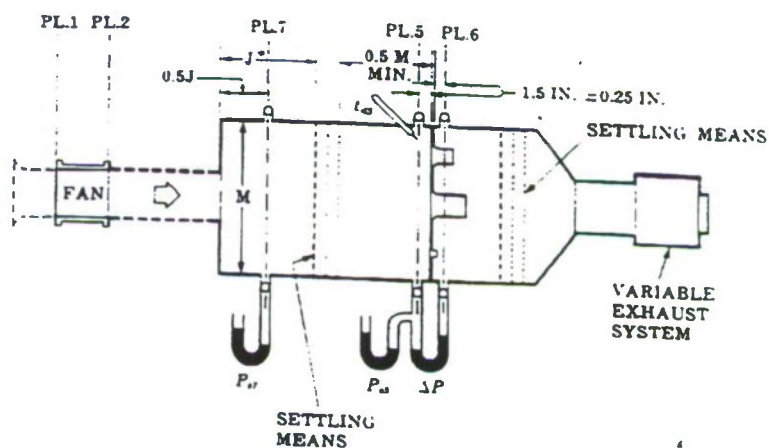 PL.1 PL.2
PL.7
PL.5 PL.6
J*
0.5 M
MIN.
0.5J
1.5 IN. ±0.25 IN.
SETTLING MEANS
FAN
M
VARIABLE
EXHAUST
SYSTEM
ΔP
SETTLING
MEANS